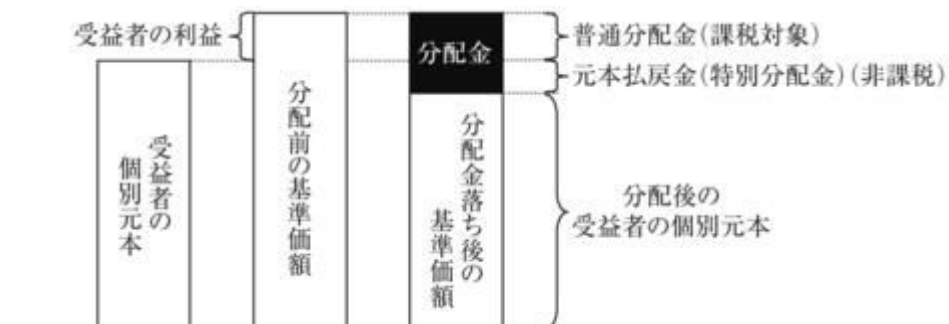 受益者の利益
分配金
普通分配金(課税対象)
元本払戻金(特別分配金)(非課税)
受益者の
個別元本
分配前の基準価額
分配金落ち後の
基準価額
分配後の
受益者の個別元本